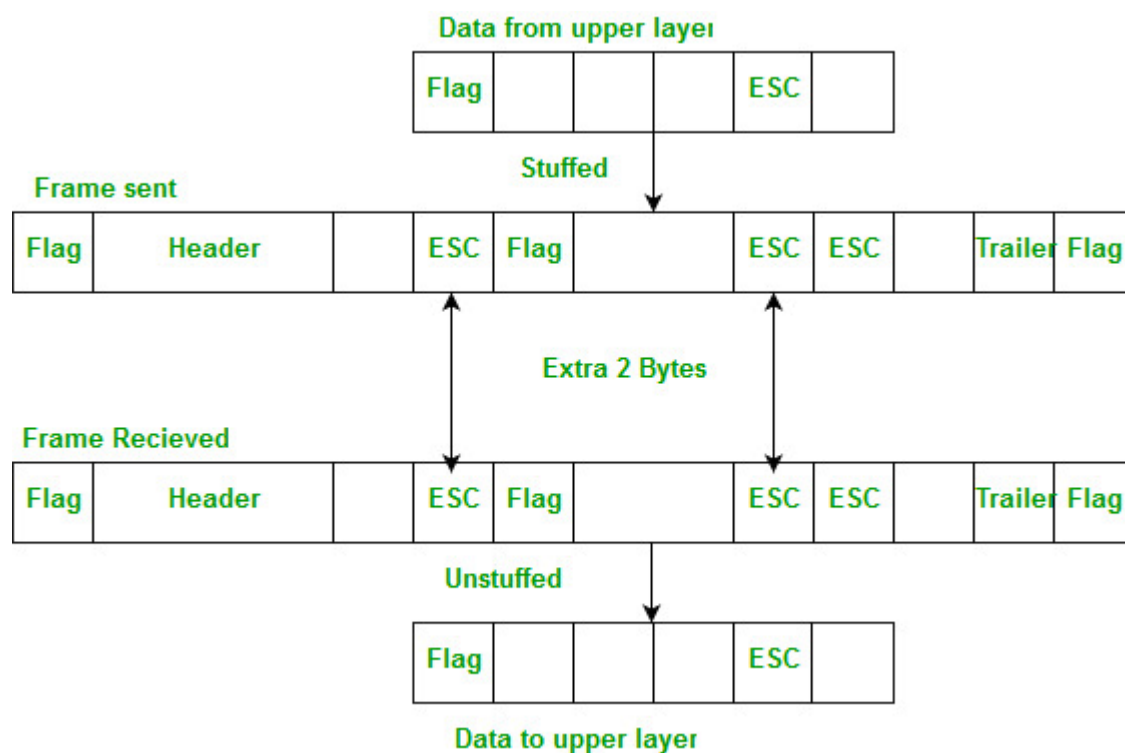 Data from upper layer
Flag ESC
Stuffed
Frame sent
Flag Header ESC Flag ESC ESC Trailer Flag
Extra 2 Bytes
Frame Recieved
Flag Header ESC Flag ESC ESC Trailer Flag
Unstuffed
Flag ESC
Data to upper layer